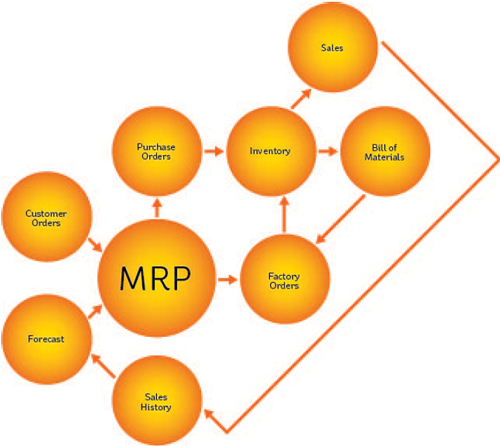 Sales
Purchase
Orders
Inventory
Bill of
Materials
Customer
Orders
MRP
Factory
Orders
Forecast
Sales
History